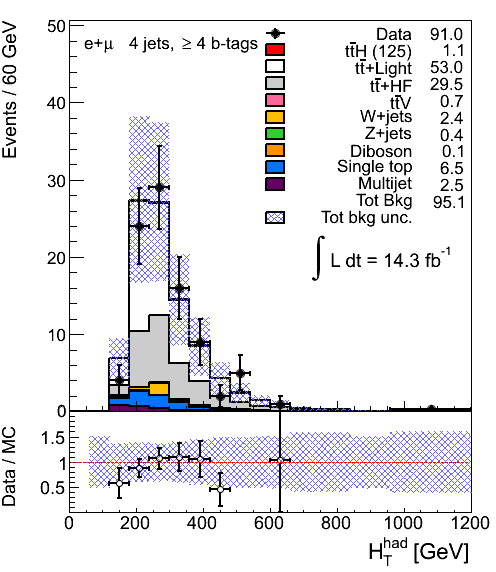 Events / 60 GeV
50
40
30
20
10
0
e+μ 4 jets, ≥ 4 b-tags
Data 91.0
tt̄H (125) 1.1
tt̄+Light 53.0
tt̄+HF 29.5
tt̄V 0.7
W+jets 2.4
Z+jets 0.4
Diboson 0.1
Single top 6.5
Multijet 2.5
Tot Bkg 95.1
Tot bkg unc.
∫ L dt = 14.3 fb⁻¹
Data / MC
1.5
1
0.5
0 200 400 600 800 1000 1200
H_T^had [GeV]